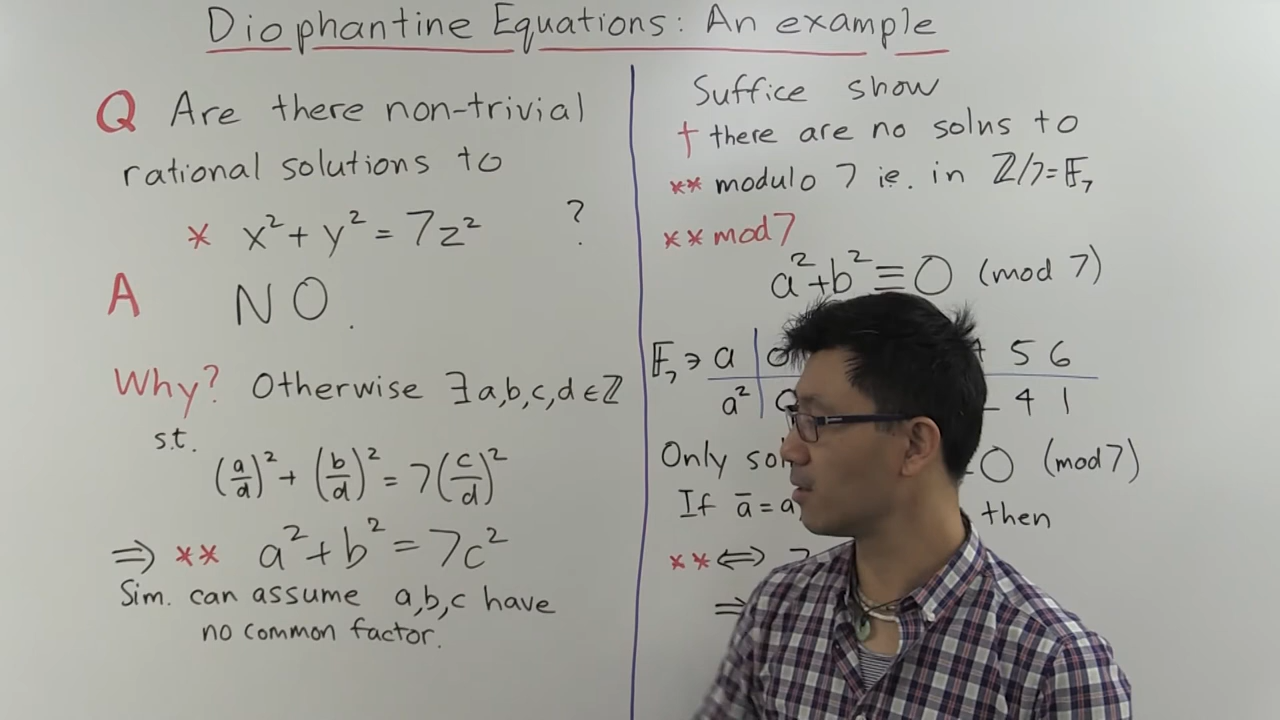 Diophantine Equations: An example
Q Are there non-trivial
rational solutions to
* x² + y² = 7z² ?
A NO.
Why? Otherwise ∃ a,b,c,d ∈ ℤ
s.t.
(a/d)² + (b/d)² = 7(c/d)²
⇒ ** a² + b² = 7c²
Sim. can assume a,b,c have
no common factor.
Suffice show
† there are no solns to
** modulo 7 ie. in ℤ/7 = 𝔽₇
** mod 7
a² + b² ≡ 0 (mod 7)
𝔽₇ ∋ a | 5 6
a² | 4 1
Only 0 (mod 7)
If ā = a then
** ⇔
⇒